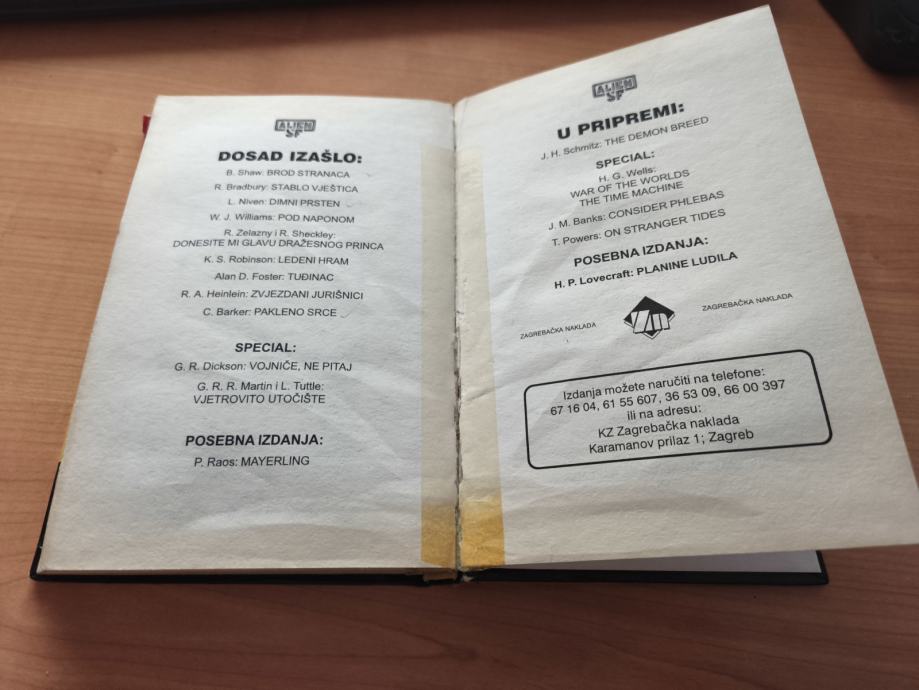 ALIEN
SF
DOSAD IZAŠLO:
B. Shaw: BROD STRANACA
R. Bradbury: STABLO VJEŠTICA
L. Niven: DIMNI PRSTEN
W. J. Williams: POD NAPONOM
R. Zelazny i R. Sheckley:
DONESITE MI GLAVU DRAŽESNOG PRINCA
K. S. Robinson: LEDENI HRAM
Alan D. Foster: TUĐINAC
R. A. Heinlein: ZVJEZDANI JURIŠNICI
C. Barker: PAKLENO SRCE
SPECIAL:
G. R. Dickson: VOJNIČE, NE PITAJ
G. R. R. Martin i L. Tuttle:
VJETROVITO UTOČIŠTE
POSEBNA IZDANJA:
P. Raos: MAYERLING
ALIEN
SF
U PRIPREMI:
J. H. Schmitz: THE DEMON BREED
SPECIAL:
H. G. Wells:
WAR OF THE WORLDS
THE TIME MACHINE
J. M. Banks: CONSIDER PHLEBAS
T. Powers: ON STRANGER TIDES
POSEBNA IZDANJA:
H. P. Lovecraft: PLANINE LUDILA
ZAGREBAČKA NAKLADA Zn ZAGREBAČKA NAKLADA
Izdanja možete naručiti na telefone:
67 16 04, 61 55 607, 36 53 09, 66 00 397
ili na adresu:
KZ Zagrebačka naklada
Karamanov prilaz 1; Zagreb